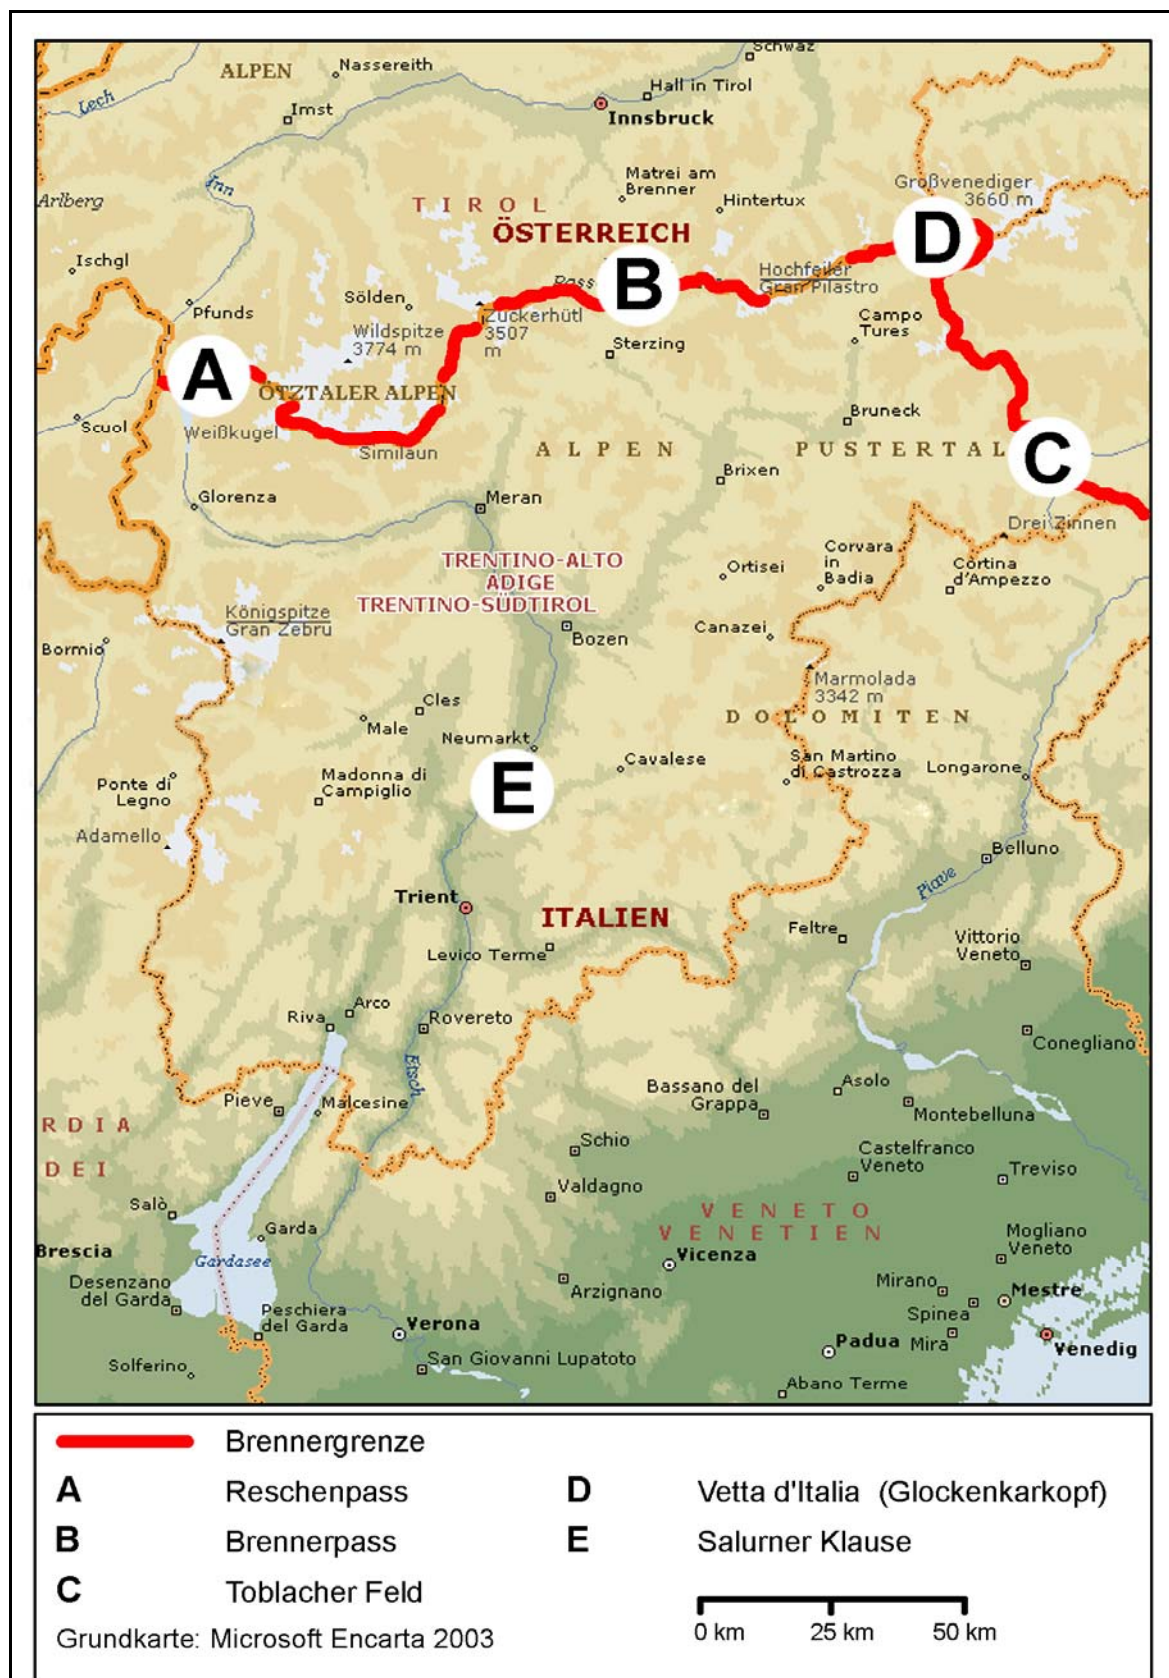 Schwaz
ALPEN
Nassereith
Hall in Tirol
Lech
Imst
Innsbruck
Inn
Matrei am
Brenner
Großvenediger
3660 m
Arlberg
TIROL
Hintertux
ÖSTERREICH
D
Ischgl
B
Hochfeiler
Gran Pilastro
Pass
Sölden
Pfunds
Zuckerhütl
3507
m
Campo
Tures
Wildspitze
3774 m
Sterzing
A
ÖTZTALER ALPEN
Scuol
Weißkugel
Bruneck
Similaun
ALPEN
PUSTERTAL
C
Brixen
Glorenza
Meran
Drei Zinnen
TRENTINO-ALTO
ADIGE
TRENTINO-SÜDTIROL
Ortisei
Corvara
in
Badia
Cortina
d'Ampezzo
Königspitze
Gran Zebru
Bozen
Canazei
Bormio
Marmolada
3342 m
Cles
Male
DOLOMITEN
Neumarkt
Cavalese
San Martino
di Castrozza
Longarone
Ponte di
Legno
Madonna di
Campiglio
E
Adamello
Belluno
Piave
Trient
ITALIEN
Feltre
Levico Terme
Vittorio
Veneto
Riva
Arco
Rovereto
Conegliano
Etsch
Pieve
Malcesine
Bassano del
Grappa
Asolo
Montebelluna
RDIA
DEI
Schio
Castelfranco
Veneto
Treviso
Valdagno
Salò
VENETO
VENETIEN
Garda
Mogliano
Veneto
Brescia
Gardasee
Vicenza
Desenzano
del Garda
Arzignano
Mirano
Mestre
Spinea
Peschiera
del Garda
Verona
Padua
Mira
Venedig
Solferino
San Giovanni Lupatoto
Abano Terme
Brennergrenze
A Reschenpass
D Vetta d'Italia (Glockenkarkopf)
B Brennerpass
E Salurner Klause
C Toblacher Feld
0 km 25 km 50 km
Grundkarte: Microsoft Encarta 2003